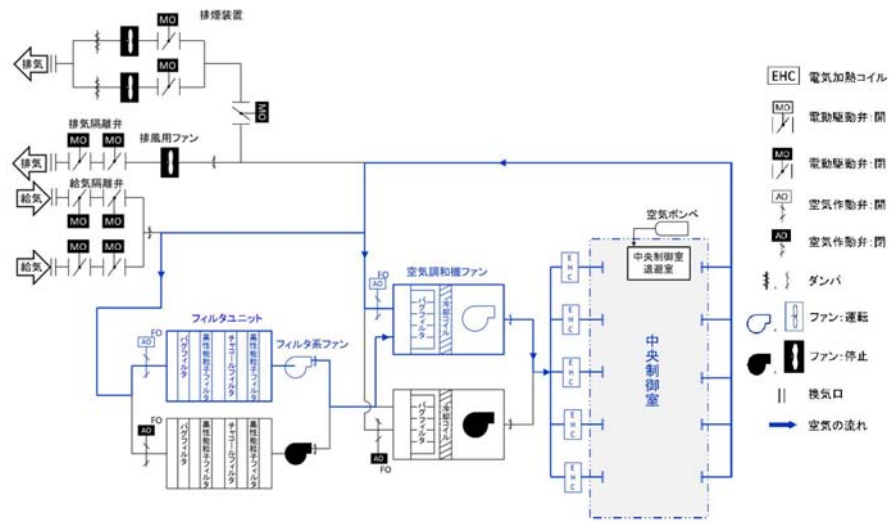 排煙装置
MO
MO
排気
MO
排気隔離弁
排風用ファン
MO
MO
排気
給気隔離弁
給気
MO
MO
MO
MO
給気
空気ボンベ
中央制御室
退避室
空気調和機ファン
FO
AO
バグフィルタ
冷却コイル
フィルタユニット
フィルタ系ファン
FO
AO
バグフィルタ
高性能粒子フィルタ
チャコールフィルタ
高性能粒子フィルタ
FO
AO
バグフィルタ
高性能粒子フィルタ
チャコールフィルタ
高性能粒子フィルタ
バグフィルタ
冷却コイル
AO
FO
EHC
EHC
EHC
EHC
EHC
中央制御室
EHC 電気加熱コイル
MO 電動駆動弁:開
MO 電動駆動弁:閉
AO 空気作動弁:開
AO 空気作動弁:閉
ダンパ
ファン:運転
ファン:停止
換気口
空気の流れ